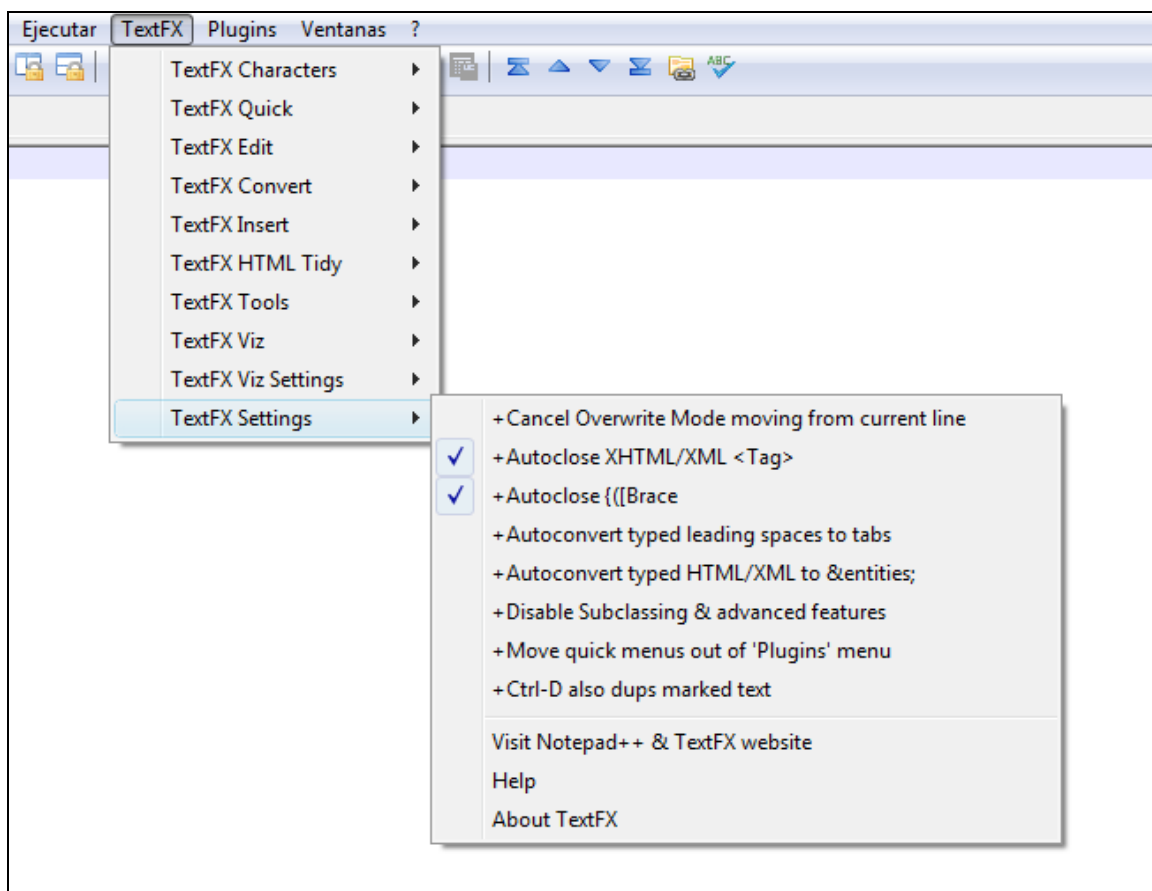 Ejecutar TextFX Plugins Ventanas ?
ABC
TextFX Characters
TextFX Quick
TextFX Edit
TextFX Convert
TextFX Insert
TextFX HTML Tidy
TextFX Tools
TextFX Viz
TextFX Viz Settings
TextFX Settings
+Cancel Overwrite Mode moving from current line
+Autoclose XHTML/XML <Tag>
+Autoclose {([Brace
+Autoconvert typed leading spaces to tabs
+Autoconvert typed HTML/XML to &entities;
+Disable Subclassing & advanced features
+Move quick menus out of 'Plugins' menu
+Ctrl-D also dups marked text
Visit Notepad++ & TextFX website
Help
About TextFX